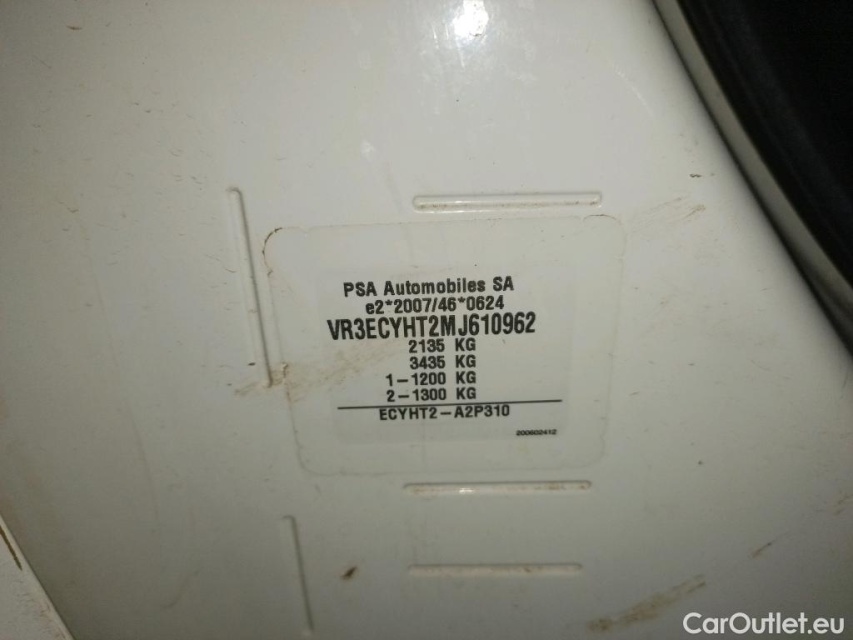 PSA Automobiles SA
e2*2007/46*0624
VR3ECYHT2MJ610962
2135 KG
3435 KG
1-1200 KG
2-1300 KG
ECYHT2-A2P310
200602412
CarOutlet.eu